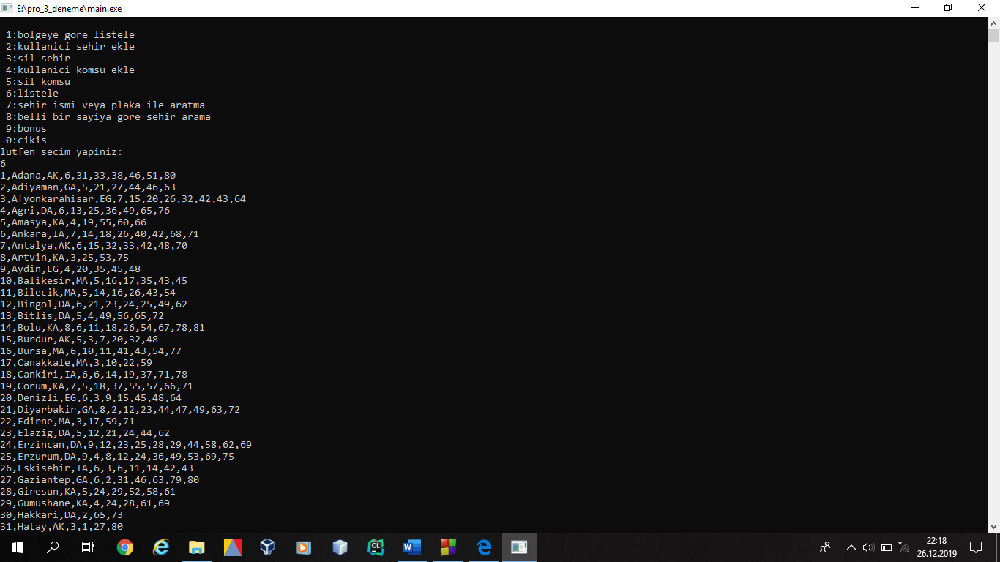 E:\pro_3_deneme\main.exe
1:bolgeye gore listele
2:kullanici sehir ekle
3:sil sehir
4:kullanici komsu ekle
5:sil komsu
6:listele
7:sehir ismi veya plaka ile aratma
8:belli bir sayiya gore sehir arama
9:bonus
0:cikis
lutfen secim yapiniz:
6
1,Adana,AK,6,31,33,38,46,51,80
2,Adiyaman,GA,5,21,27,44,46,63
3,Afyonkarahisar,EG,7,15,20,26,32,42,43,64
4,Agri,DA,6,13,25,36,49,65,76
5,Amasya,KA,4,19,55,60,66
6,Ankara,IA,7,14,18,26,40,42,68,71
7,Antalya,AK,6,15,32,33,42,48,70
8,Artvin,KA,3,25,53,75
9,Aydin,EG,4,20,35,45,48
10,Balikesir,MA,5,16,17,35,43,45
11,Bilecik,MA,5,14,16,26,43,54
12,Bingol,DA,6,21,23,24,25,49,62
13,Bitlis,DA,5,4,49,56,65,72
14,Bolu,KA,8,6,11,18,26,54,67,78,81
15,Burdur,AK,5,3,7,20,32,48
16,Bursa,MA,6,10,11,41,43,54,77
17,Canakkale,MA,3,10,22,59
18,Cankiri,IA,6,6,14,19,37,71,78
19,Corum,KA,7,5,18,37,55,57,66,71
20,Denizli,EG,6,3,9,15,45,48,64
21,Diyarbakir,GA,8,2,12,23,44,47,49,63,72
22,Edirne,MA,3,17,59,71
23,Elazig,DA,5,12,21,24,44,62
24,Erzincan,DA,9,12,23,25,28,29,44,58,62,69
25,Erzurum,DA,9,4,8,12,24,36,49,53,69,75
26,Eskisehir,IA,6,3,6,11,14,42,43
27,Gaziantep,GA,6,2,31,46,63,79,80
28,Giresun,KA,5,24,29,52,58,61
29,Gumushane,KA,4,24,28,61,69
30,Hakkari,DA,2,65,73
31,Hatay,AK,3,1,27,80
22:18
26.12.2019